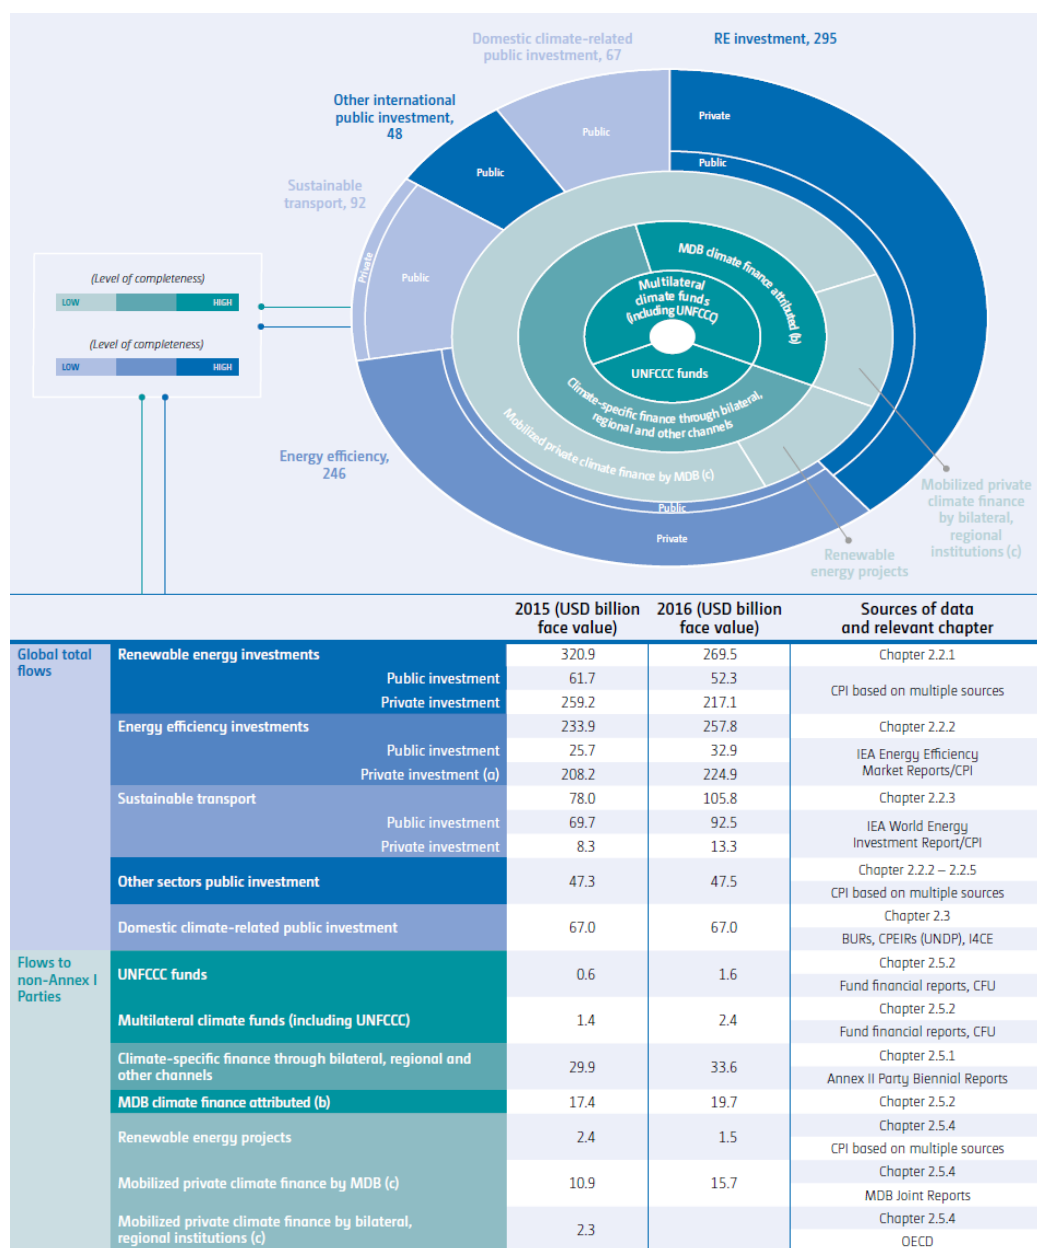 Domestic climate-related
public investment, 67
RE investment, 295
Other international
public investment,
48
Private
Public
Public
Public
Sustainable
transport, 92
Private
Public
MDB climate finance attributed (b)
Multilateral
climate funds
(including UNFCCC)
UNFCCC funds
Climate-specific finance through bilateral,
regional and other channels
Mobilized private climate finance by MDB (c)
(Level of completeness)
LOW
HIGH
(Level of completeness)
LOW
HIGH
Energy efficiency,
246
Public
Private
Mobilized private
climate finance
by bilateral,
regional
institutions (c)
Renewable
energy projects
2015 (USD billion face value) 2016 (USD billion face value) Sources of data and relevant chapter
Global total flows
Renewable energy investments 320.9 269.5 Chapter 2.2.1
Public investment 61.7 52.3 CPI based on multiple sources
Private investment 259.2 217.1
Energy efficiency investments 233.9 257.8 Chapter 2.2.2
Public investment 25.7 32.9 IEA Energy Efficiency Market Reports/CPI
Private investment (a) 208.2 224.9
Sustainable transport 78.0 105.8 Chapter 2.2.3
Public investment 69.7 92.5 IEA World Energy Investment Report/CPI
Private investment 8.3 13.3
Other sectors public investment 47.3 47.5 Chapter 2.2.2 – 2.2.5
CPI based on multiple sources
Domestic climate-related public investment 67.0 67.0 Chapter 2.3
BURs, CPEIRs (UNDP), I4CE
Flows to non-Annex I Parties
UNFCCC funds 0.6 1.6 Chapter 2.5.2
Fund financial reports, CFU
Multilateral climate funds (including UNFCCC) 1.4 2.4 Chapter 2.5.2
Fund financial reports, CFU
Climate-specific finance through bilateral, regional and other channels 29.9 33.6 Chapter 2.5.1
Annex II Party Biennial Reports
MDB climate finance attributed (b) 17.4 19.7 Chapter 2.5.2
Renewable energy projects 2.4 1.5 Chapter 2.5.4
CPI based on multiple sources
Mobilized private climate finance by MDB (c) 10.9 15.7 Chapter 2.5.4
MDB Joint Reports
Mobilized private climate finance by bilateral, regional institutions (c) 2.3 Chapter 2.5.4
OECD